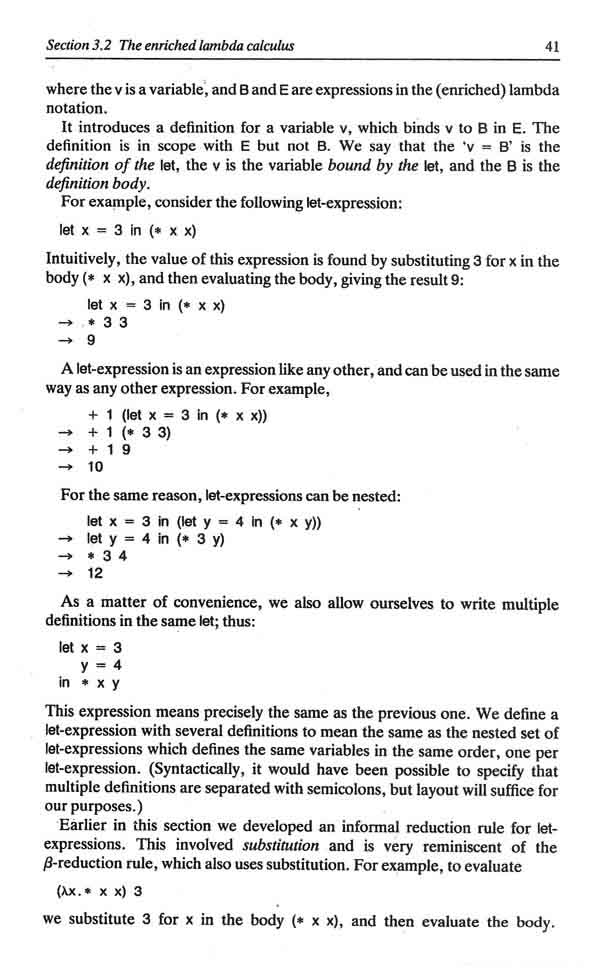 Section 3.2 The enriched lambda calculus 41
where the v is a variable, and B and E are expressions in the (enriched) lambda
notation.
It introduces a definition for a variable v, which binds v to B in E. The
definition is in scope with E but not B. We say that the ‘v = B’ is the
definition of the let, the v is the variable bound by the let, and the B is the
definition body.
For example, consider the following let-expression:
let x = 3 in (* x x)
Intuitively, the value of this expression is found by substituting 3 for x in the
body (* x x), and then evaluating the body, giving the result 9:
let x = 3 in (* x x)
→ * 3 3
→ 9
A let-expression is an expression like any other, and can be used in the same
way as any other expression. For example,
+ 1 (let x = 3 in (* x x))
→ + 1 (* 3 3)
→ + 1 9
→ 10
For the same reason, let-expressions can be nested:
let x = 3 in (let y = 4 in (* x y))
→ let y = 4 in (* 3 y)
→ * 3 4
→ 12
As a matter of convenience, we also allow ourselves to write multiple
definitions in the same let; thus:
let x = 3
y = 4
in * x y
This expression means precisely the same as the previous one. We define a
let-expression with several definitions to mean the same as the nested set of
let-expressions which defines the same variables in the same order, one per
let-expression. (Syntactically, it would have been possible to specify that
multiple definitions are separated with semicolons, but layout will suffice for
our purposes.)
Earlier in this section we developed an informal reduction rule for let-
expressions. This involved substitution and is very reminiscent of the
β-reduction rule, which also uses substitution. For example, to evaluate
(λx.* x x) 3
we substitute 3 for x in the body (* x x), and then evaluate the body.